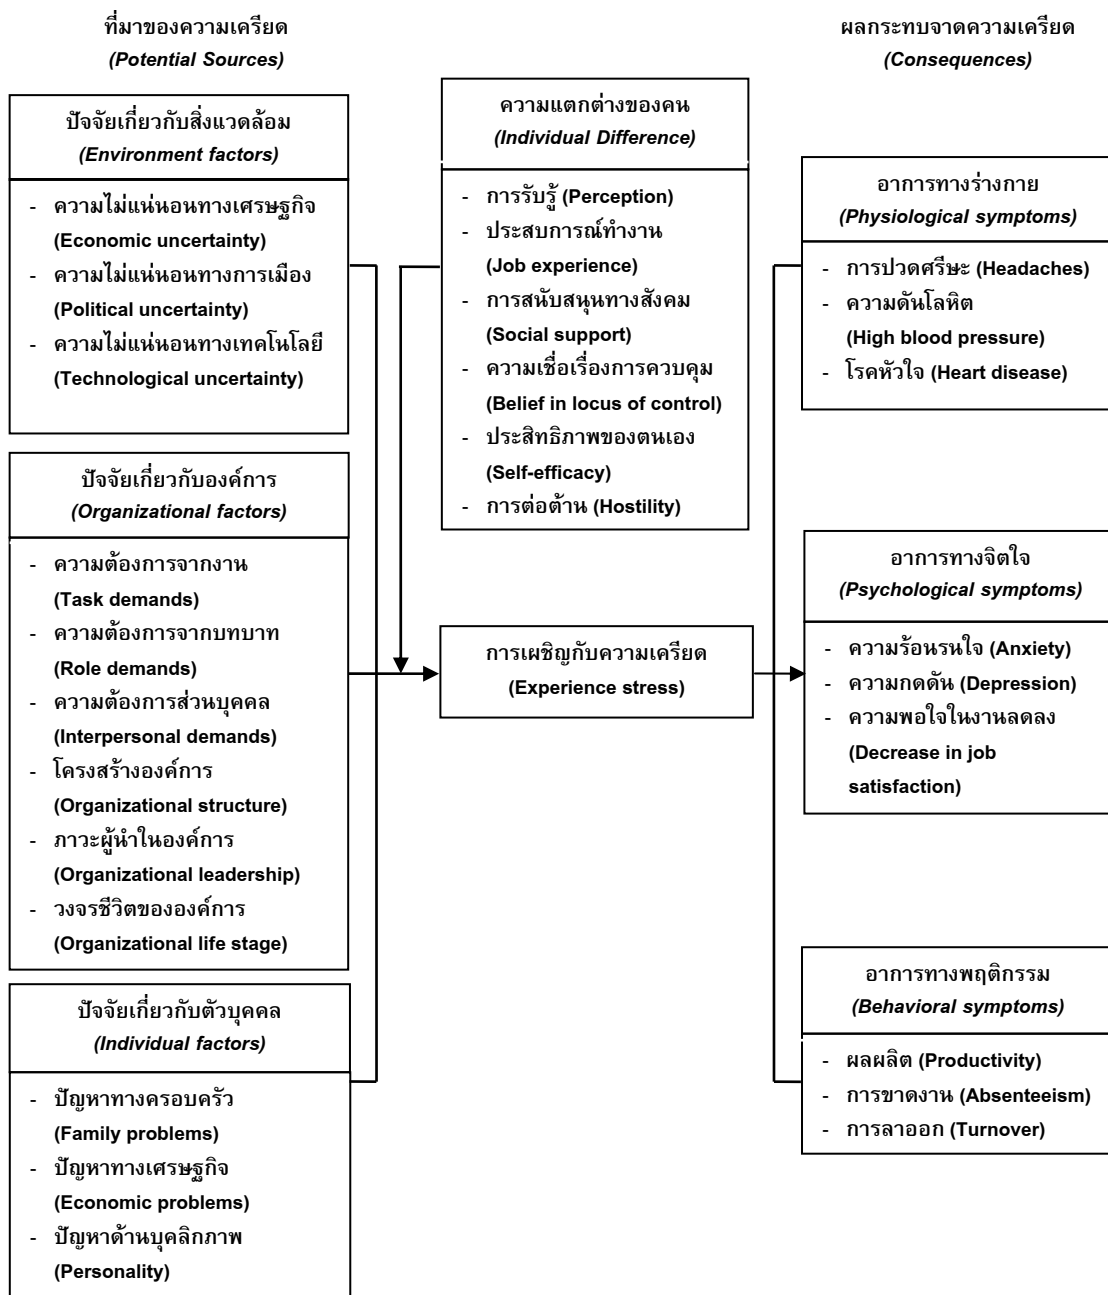 ที่มาของความเครียด
(Potential Sources)
ปัจจัยเกี่ยวกับสิ่งแวดล้อม
(Environment factors)
- ความไม่แน่นอนทางเศรษฐกิจ
(Economic uncertainty)
- ความไม่แน่นอนทางการเมือง
(Political uncertainty)
- ความไม่แน่นอนทางเทคโนโลยี
(Technological uncertainty)
ปัจจัยเกี่ยวกับองค์การ
(Organizational factors)
- ความต้องการจากงาน
(Task demands)
- ความต้องการจากบทบาท
(Role demands)
- ความต้องการส่วนบุคคล
(Interpersonal demands)
- โครงสร้างองค์การ
(Organizational structure)
- ภาวะผู้นำในองค์การ
(Organizational leadership)
- วงจรชีวิตขององค์การ
(Organizational life stage)
ปัจจัยเกี่ยวกับตัวบุคคล
(Individual factors)
- ปัญหาทางครอบครัว
(Family problems)
- ปัญหาทางเศรษฐกิจ
(Economic problems)
- ปัญหาด้านบุคลิกภาพ
(Personality)
ความแตกต่างของคน
(Individual Difference)
- การรับรู้ (Perception)
- ประสบการณ์ทำงาน
(Job experience)
- การสนับสนุนทางสังคม
(Social support)
- ความเชื่อเรื่องการควบคุม
(Belief in locus of control)
- ประสิทธิภาพของตนเอง
(Self-efficacy)
- การต่อต้าน (Hostility)
การเผชิญกับความเครียด
(Experience stress)
ผลกระทบจาดความเครียด
(Consequences)
อาการทางร่างกาย
(Physiological symptoms)
- การปวดศรีษะ (Headaches)
- ความดันโลหิต
(High blood pressure)
- โรคหัวใจ (Heart disease)
อาการทางจิตใจ
(Psychological symptoms)
- ความร้อนรนใจ (Anxiety)
- ความกดดัน (Depression)
- ความพอใจในงานลดลง
(Decrease in job
satisfaction)
อาการทางพฤติกรรม
(Behavioral symptoms)
- ผลผลิต (Productivity)
- การขาดงาน (Absenteeism)
- การลาออก (Turnover)